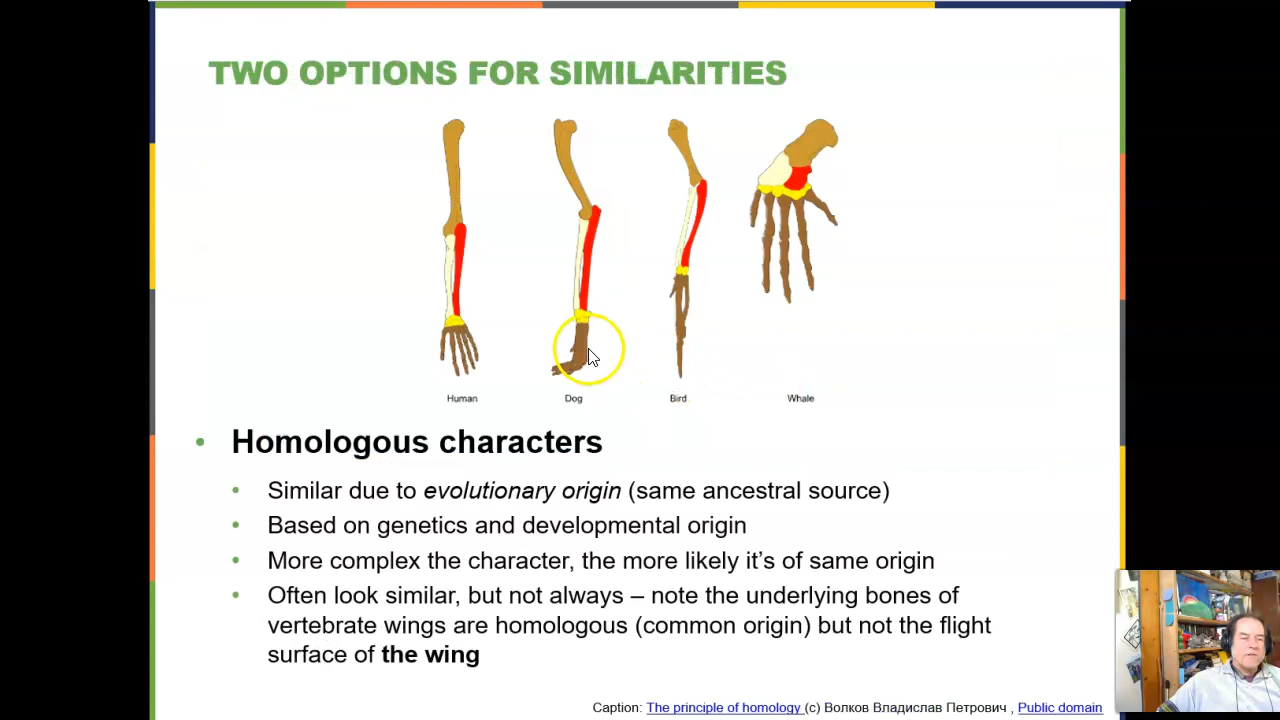 TWO OPTIONS FOR SIMILARITIES
Human
Dog
Bird
Whale
• Homologous characters
• Similar due to evolutionary origin (same ancestral source)
• Based on genetics and developmental origin
• More complex the character, the more likely it’s of same origin
• Often look similar, but not always – note the underlying bones of
vertebrate wings are homologous (common origin) but not the flight
surface of the wing
Caption: The principle of homology (c) Волков Владислав Петрович , Public domain